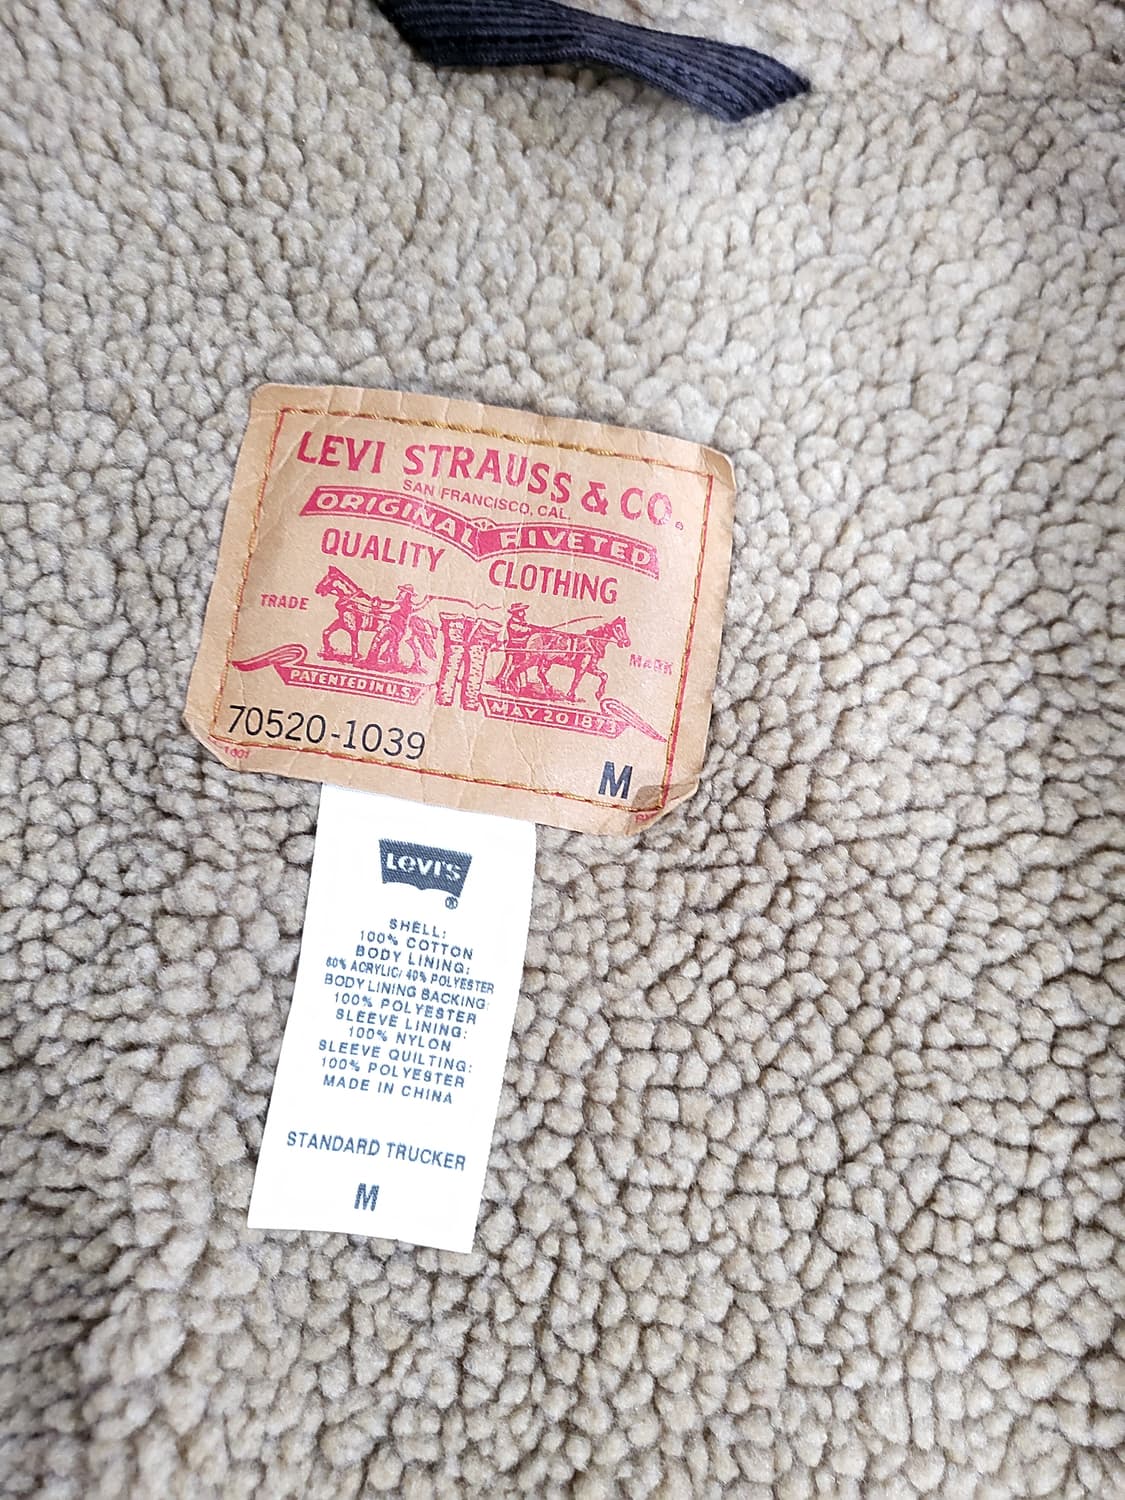 LEVI STRAUSS & CO.
SAN FRANCISCO, CAL.
ORIGINAL RIVETED
QUALITY CLOTHING
TRADE MARK
PATENTED IN U.S. MAY 20 1873
70520-1039
M
LEVI'S
®
SHELL:
100% COTTON
BODY LINING:
60% ACRYLIC/ 40% POLYESTER
BODY LINING BACKING:
100% POLYESTER
SLEEVE LINING:
100% NYLON
SLEEVE QUILTING:
100% POLYESTER
MADE IN CHINA
STANDARD TRUCKER
M